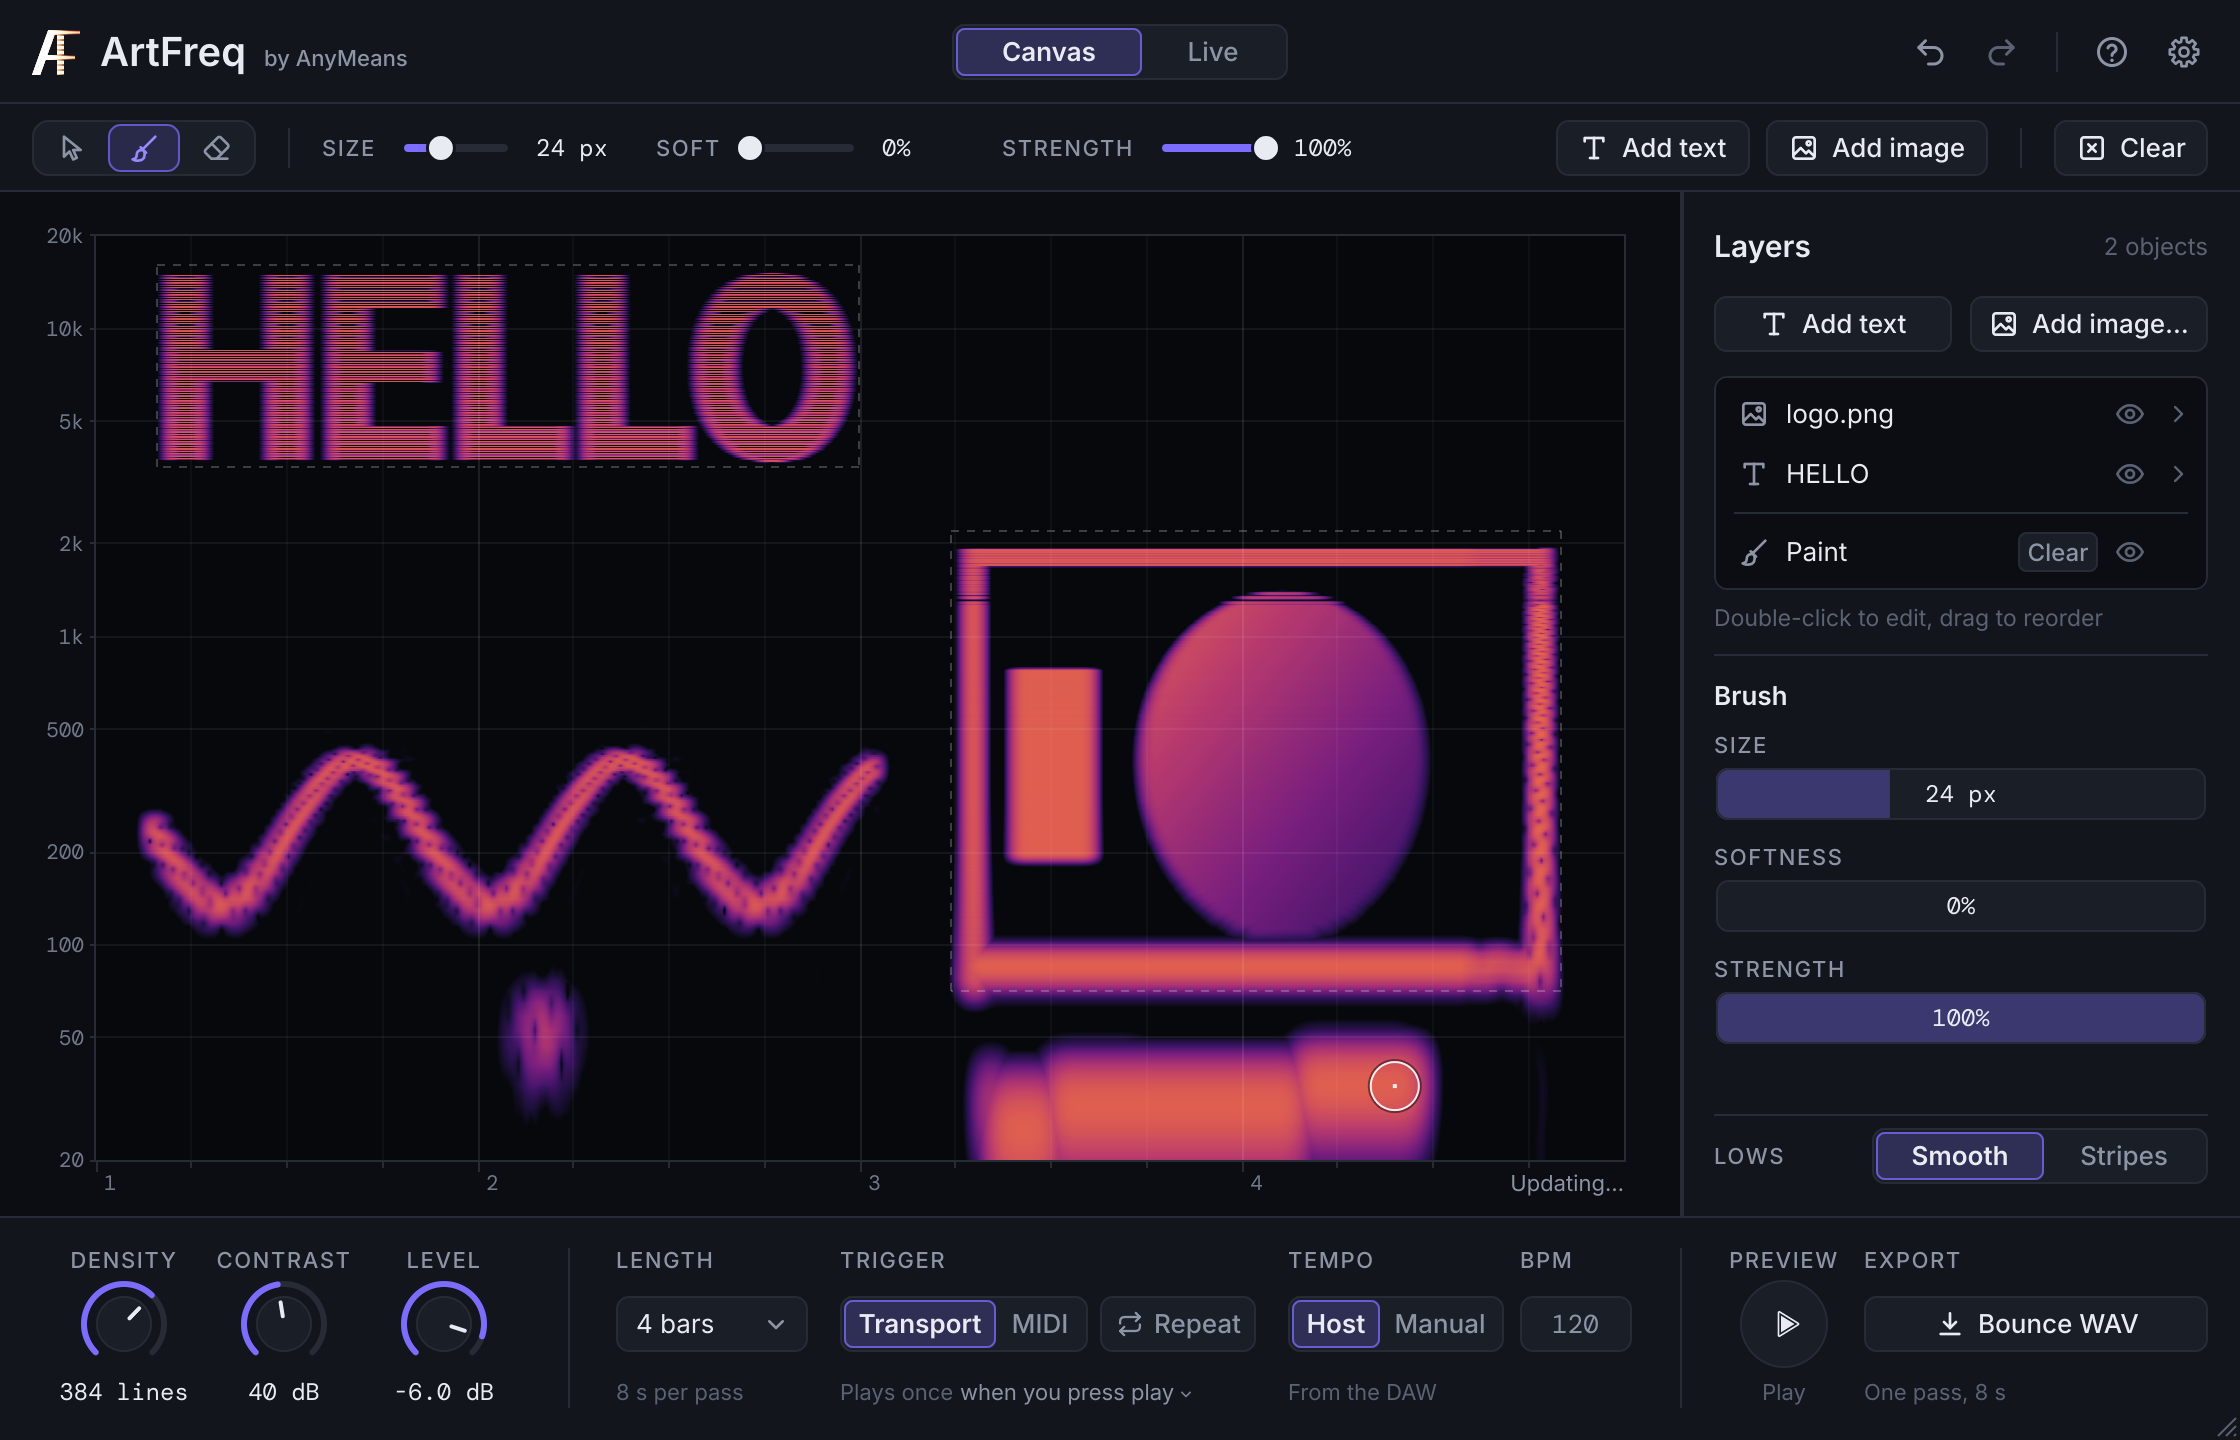 AF ArtFreq by AnyMeans
Canvas Live
SIZE 24 px SOFT 0% STRENGTH 100%
Add text Add image Clear
20k
10k
5k
2k
1k
500
200
100
50
20
HELLO
1 2 3 4 Updating...
Layers 2 objects
Add text Add image...
logo.png
HELLO
Paint Clear
Double-click to edit, drag to reorder
Brush
SIZE
24 px
SOFTNESS
0%
STRENGTH
100%
LOWS Smooth Stripes
DENSITY CONTRAST LEVEL LENGTH TRIGGER TEMPO BPM PREVIEW EXPORT
4 bars Transport MIDI Repeat Host Manual 120 Bounce WAV
384 lines 40 dB -6.0 dB 8 s per pass Plays once when you press play From the DAW Play One pass, 8 s